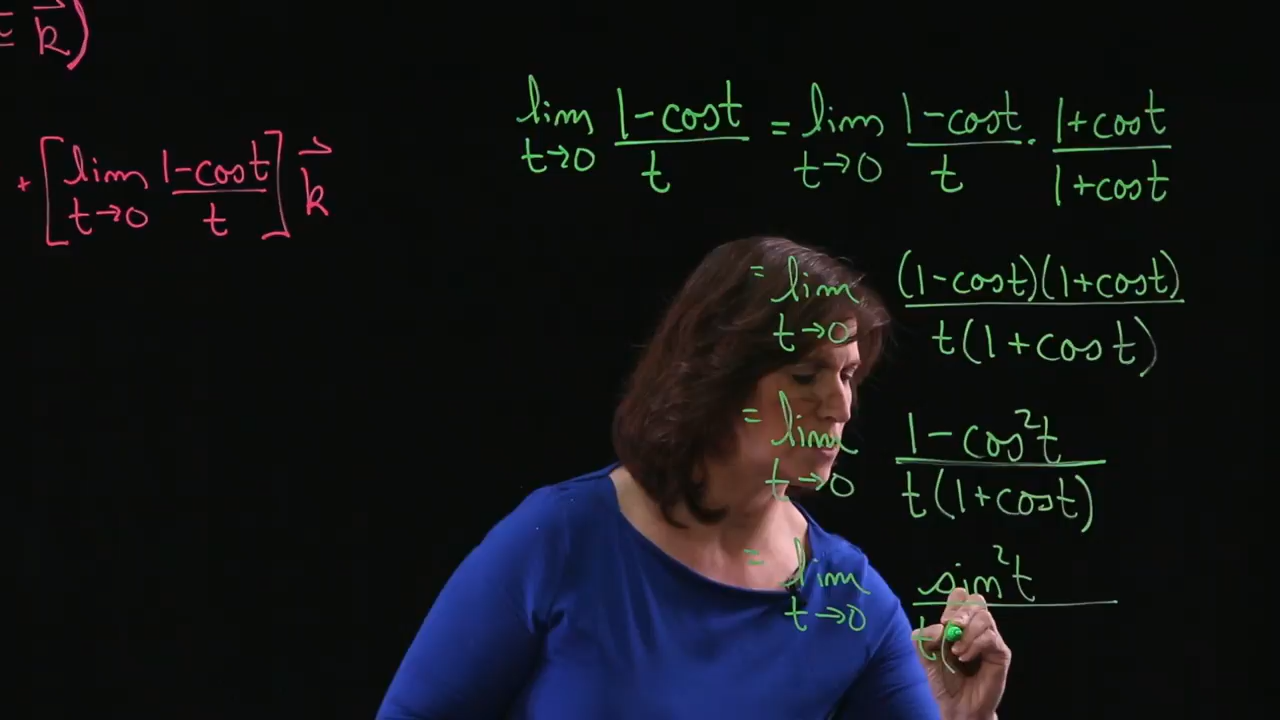 t k⃗)
+ [lim t→0 (1-cost)/t] k⃗
lim t→0 (1-cost)/t = lim t→0 (1-cost)/t · (1+cost)/(1+cost)
= lim t→0 ((1-cost)(1+cost))/(t(1+cost))
= lim t→0 (1-cos²t)/(t(1+cost))
= lim t→0 (sin²t)/(t(